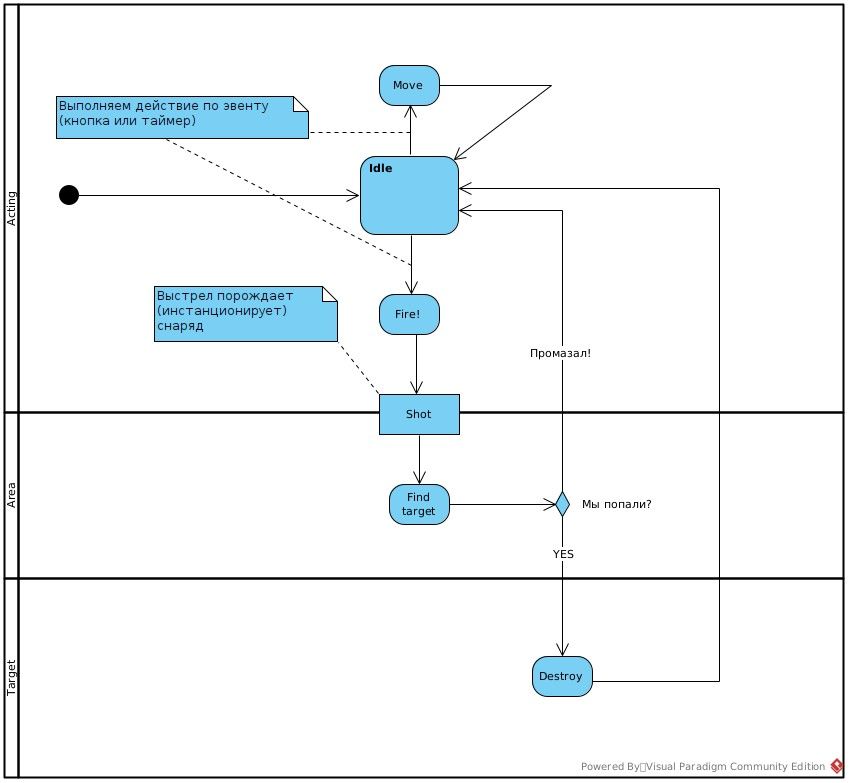 Acting
Move
Выполняем действие по эвенту
(кнопка или таймер)
Idle
Выстрел порождает
(инстанционирует)
снаряд
Fire!
Промазал!
Shot
Area
Find
target
Мы попали?
YES
Target
Destroy
Powered By Visual Paradigm Community Edition